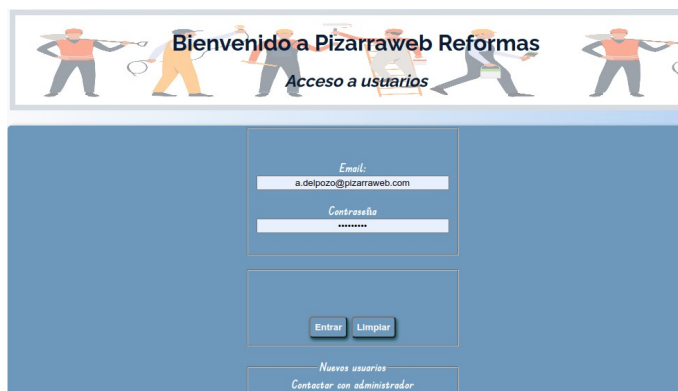 Bienvenido a Pizarraweb Reformas
Acceso a usuarios
Email:
a.delpozo@pizarraweb.com
Contraseña
•••••••••
Entrar Limpiar
Nuevos usuarios
Contactar con administrador